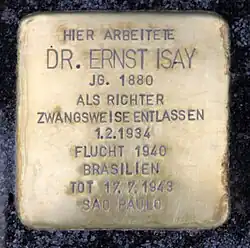 HIER ARBEITETE
DR. ERNST ISAY
JG. 1880
ALS RICHTER
ZWANGSWEISE ENTLASSEN
1.2.1934
FLUCHT 1940
BRASILIEN
TOT 17.7.1943
SAO PAULO